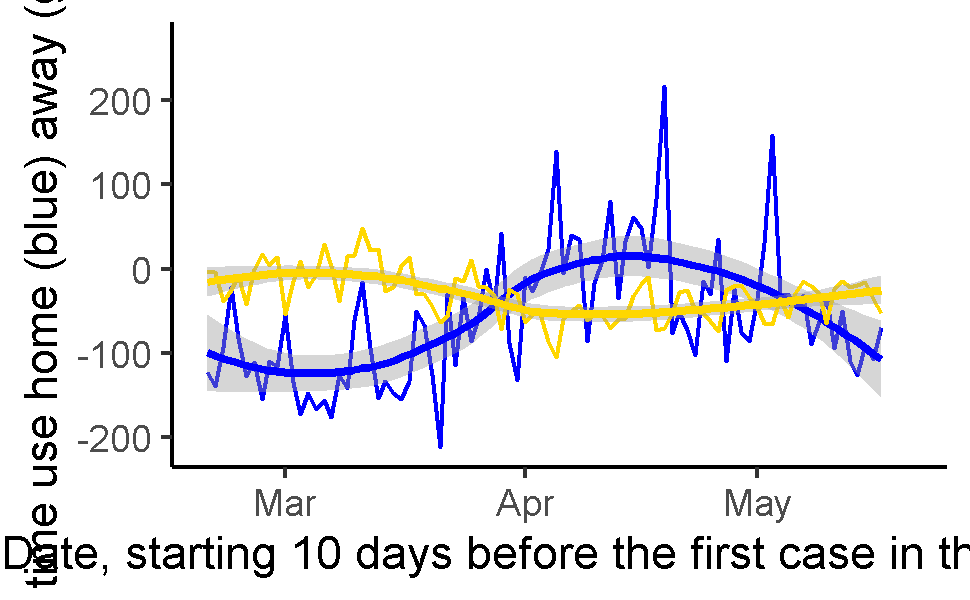 time use home (blue) away (
200
100
0
-100
-200
Mar Apr May
Date, starting 10 days before the first case in th